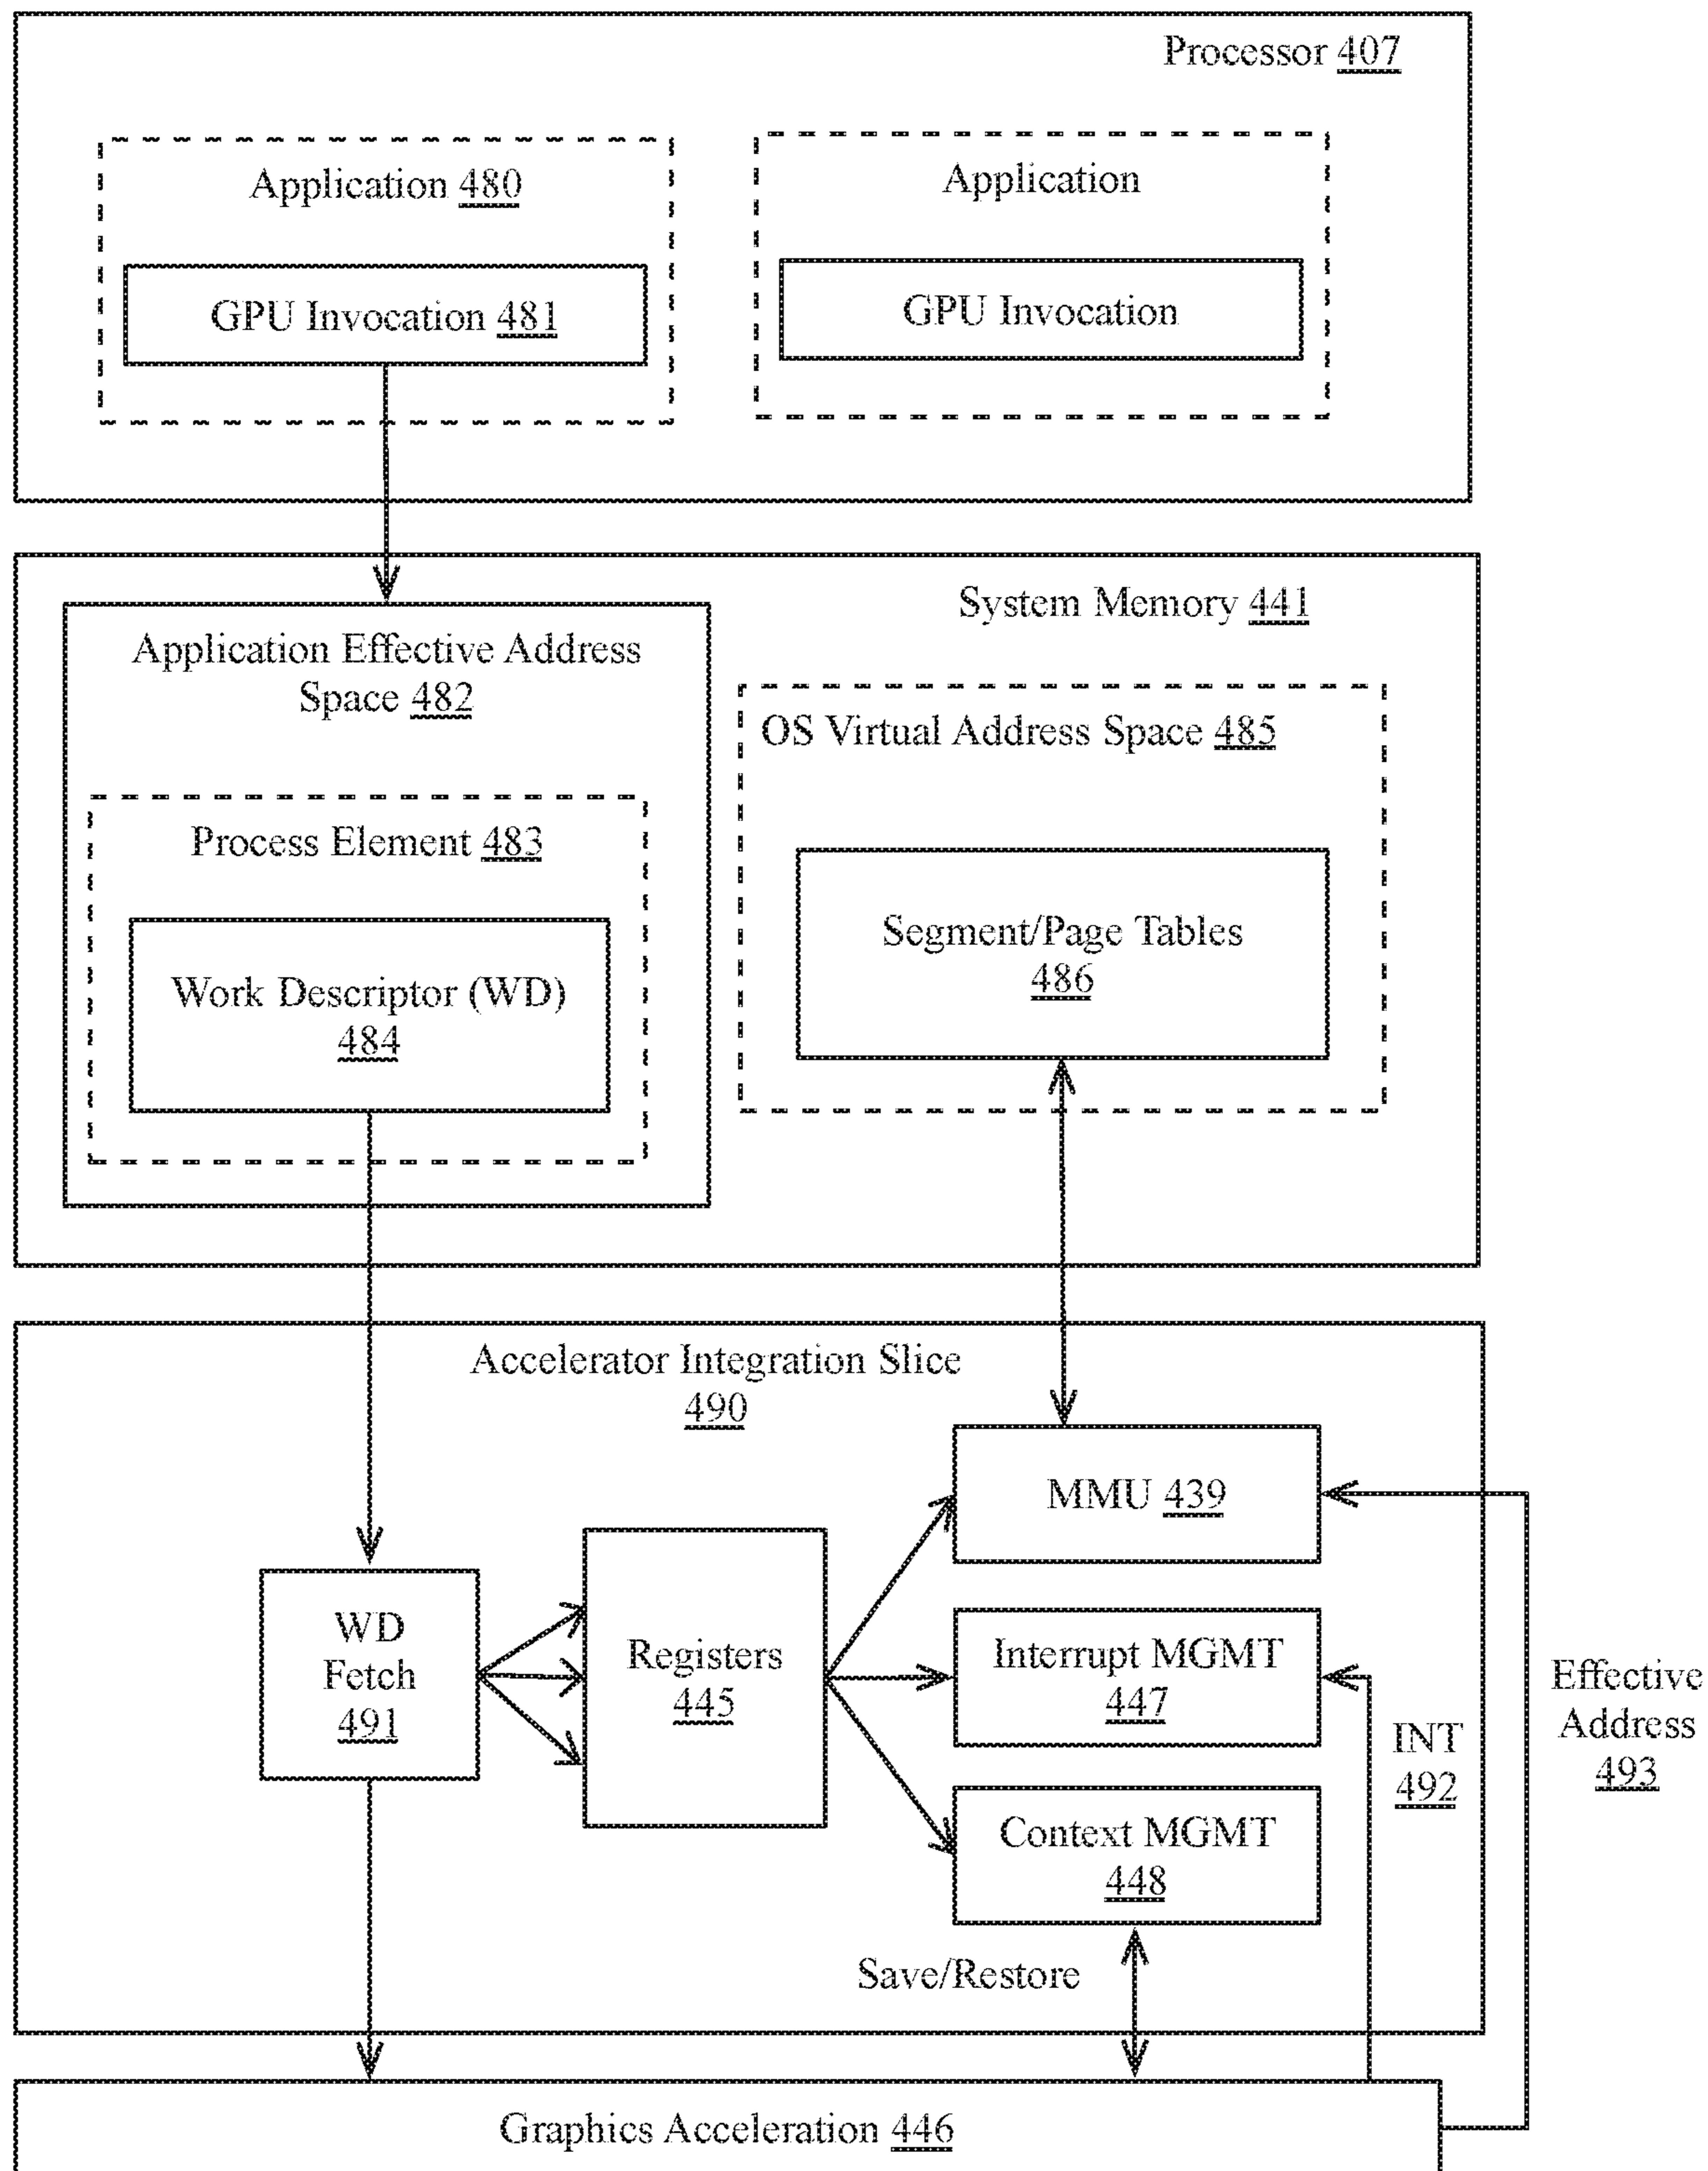 Processor 407
Application 480
Application
GPU Invocation 481
GPU Invocation
System Memory 441
Application Effective Address
Space 482
OS Virtual Address Space 485
Process Element 483
Segment/Page Tables
486
Work Descriptor (WD)
484
Accelerator Integration Slice
490
MMU 439
WD
Fetch
491
Registers
445
Interrupt MGMT
447
Effective
Address
493
INT
492
Context MGMT
448
Save/Restore
Graphics Acceleration 446